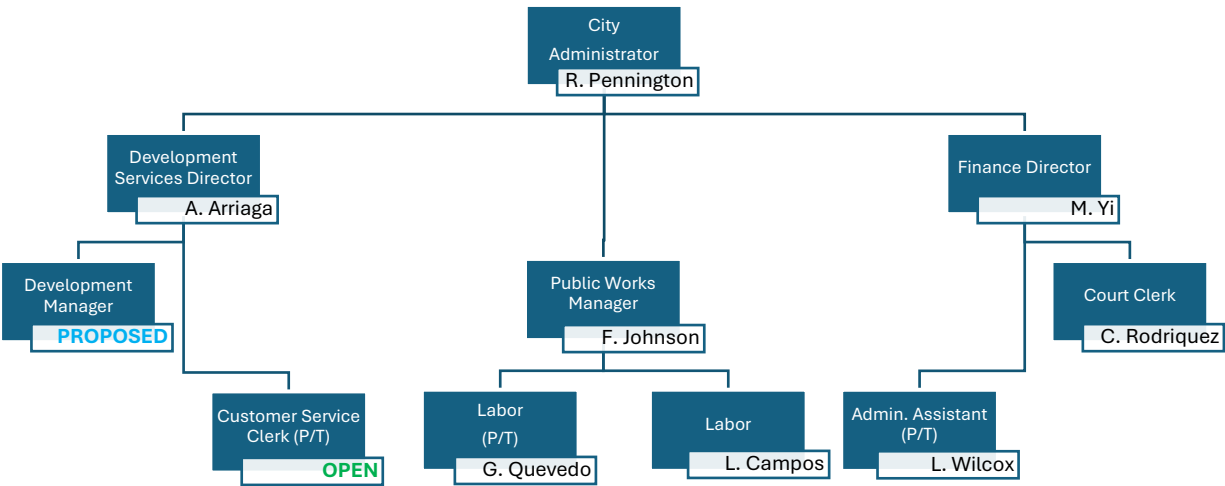 City
Administrator
R. Pennington
Development
Services Director
A. Arriaga
Finance Director
M. Yi
Development
Manager
PROPOSED
Public Works
Manager
F. Johnson
Court Clerk
C. Rodriquez
Customer Service
Clerk (P/T)
OPEN
Labor
(P/T)
G. Quevedo
Labor
L. Campos
Admin. Assistant
(P/T)
L. Wilcox